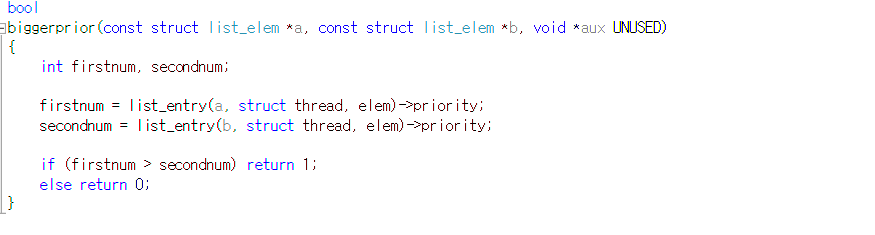 bool
biggerprior(const struct list_elem *a, const struct list_elem *b, void *aux UNUSED)
{
int firstnum, secondnum;
firstnum = list_entry(a, struct thread, elem)->priority;
secondnum = list_entry(b, struct thread, elem)->priority;
if (firstnum > secondnum) return 1;
else return 0;
}